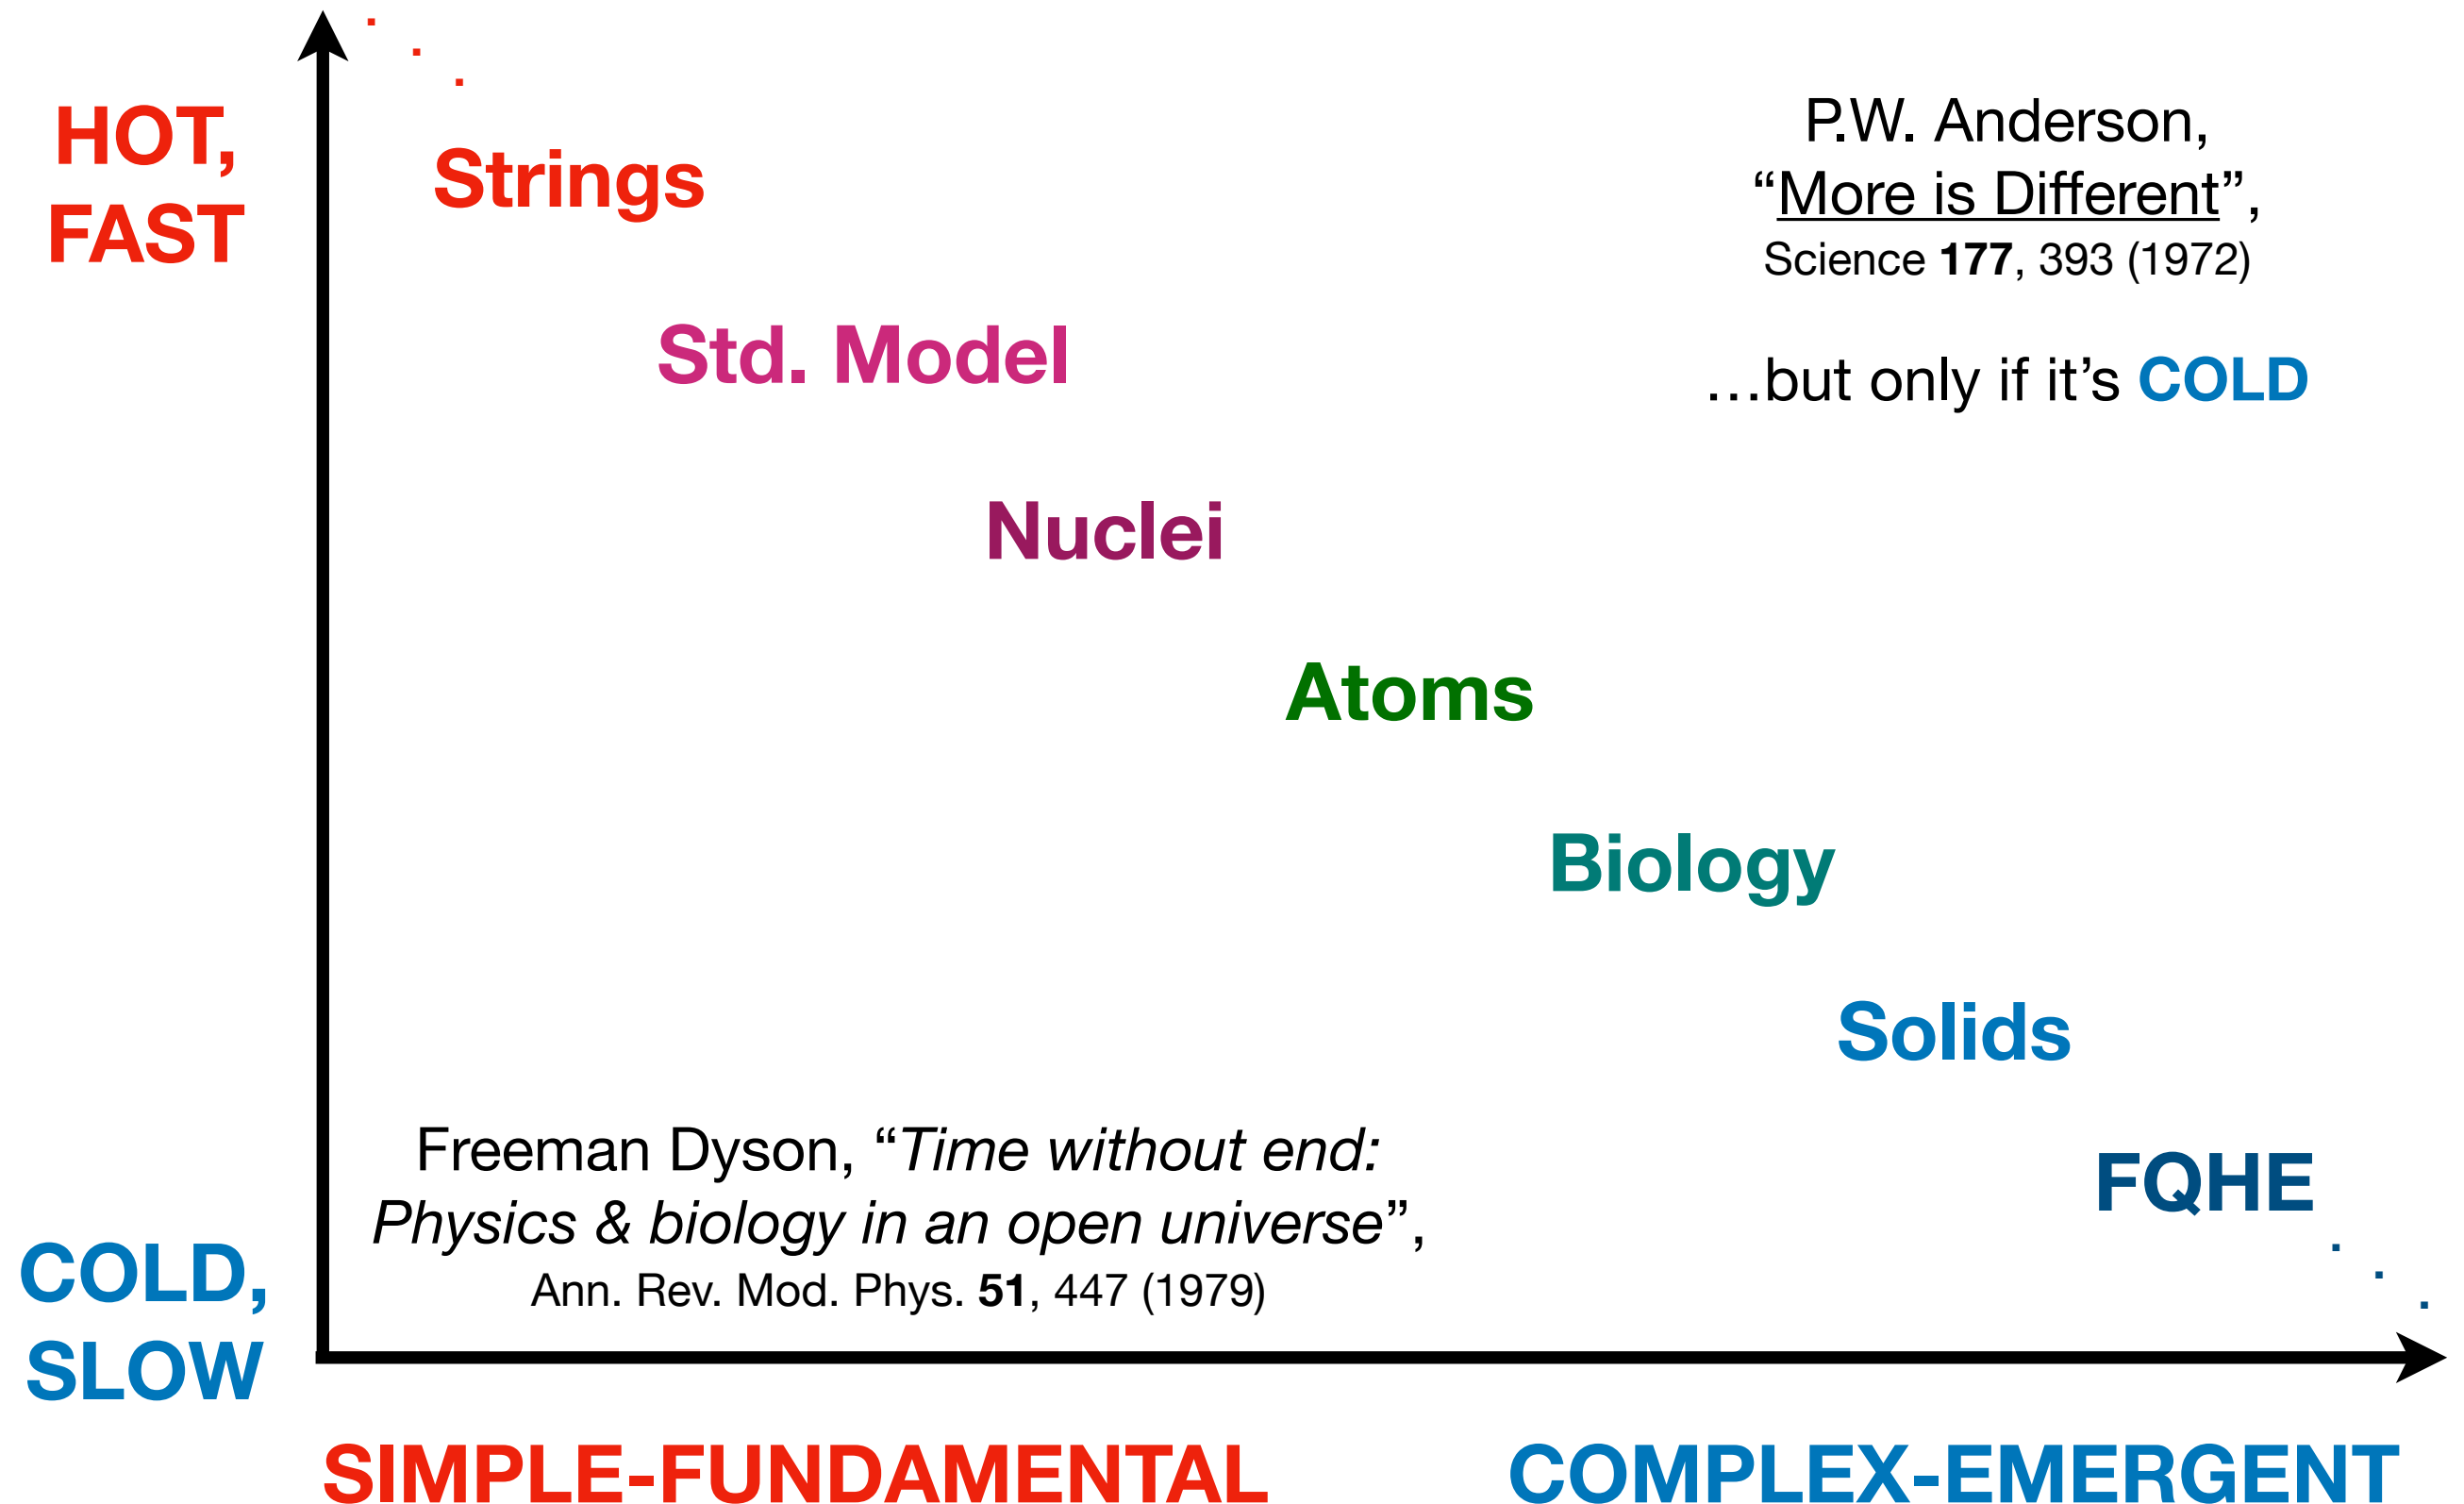 HOT,
FAST
Strings
P.W. Anderson,
“More is Different”,
Science 177, 393 (1972)
Std. Model
…but only if it’s COLD
Nuclei
Atoms
Biology
Solids
Freeman Dyson, “Time without end:
Physics & biology in an open universe”,
Ann. Rev. Mod. Phys. 51, 447 (1979)
FQHE
COLD,
SLOW
SIMPLE-FUNDAMENTAL
COMPLEX-EMERGENT